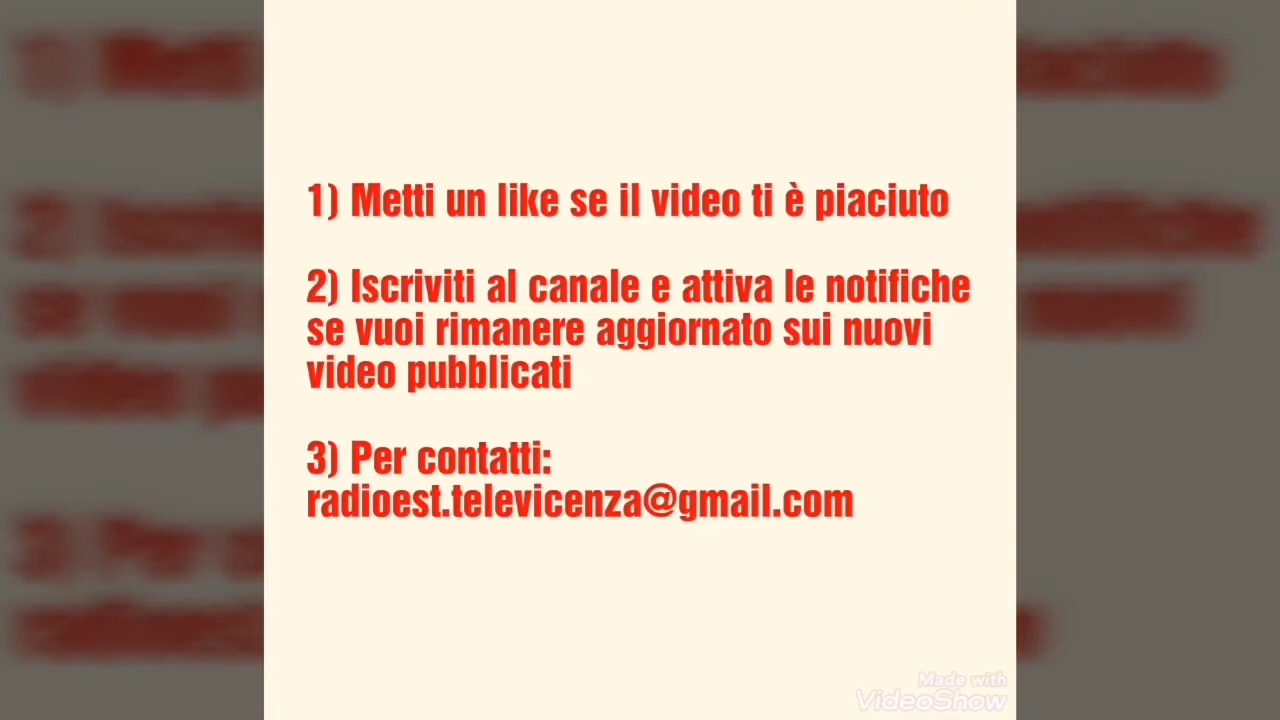 1) Metti un like se il video ti è piaciuto
2) Iscriviti al canale e attiva le notifiche
se vuoi rimanere aggiornato sui nuovi
video pubblicati
3) Per contatti:
radioest.televicenza@gmail.com
Made with
VideoShow